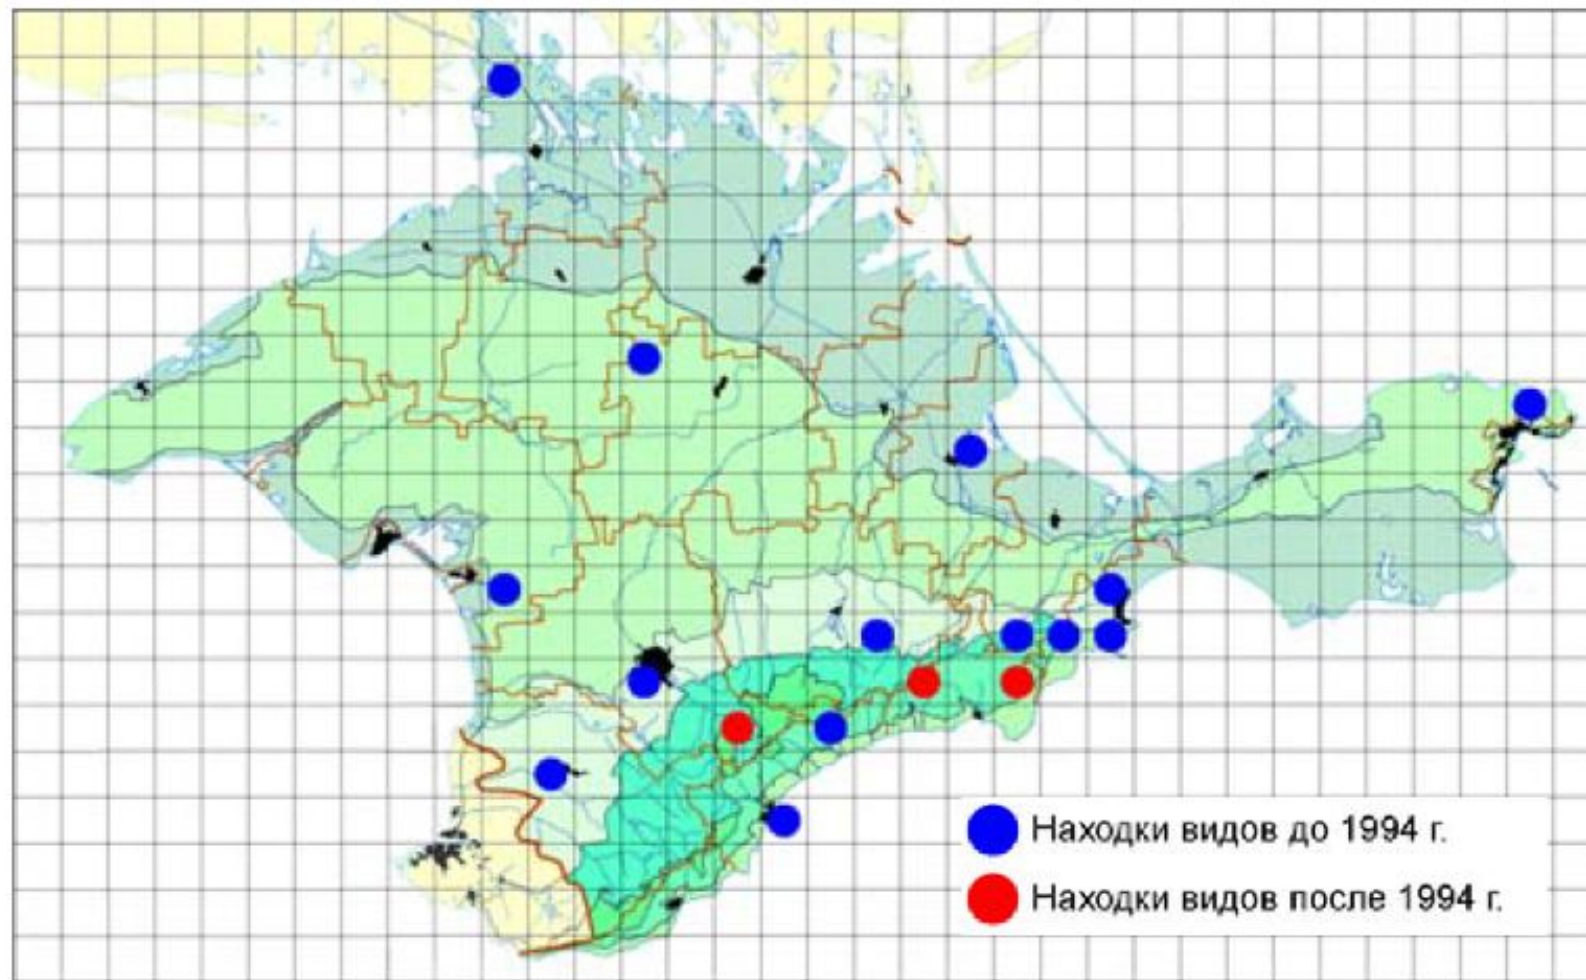 Находки видов до 1994 г.
Находки видов после 1994 г.